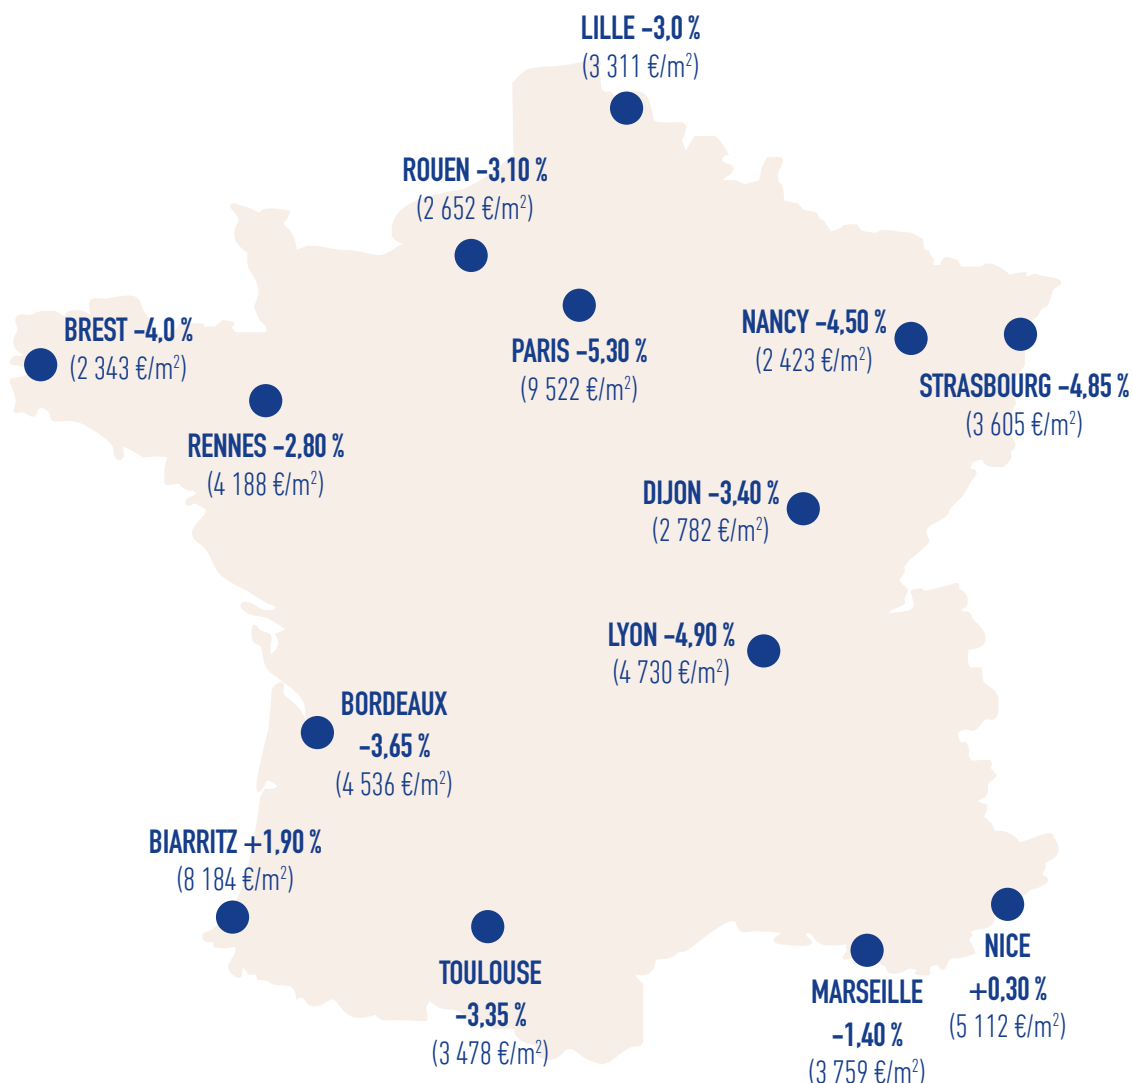 LILLE -3,0 %
(3 311 €/m²)
ROUEN -3,10 %
(2 652 €/m²)
BREST -4,0 %
(2 343 €/m²)
PARIS -5,30 %
(9 522 €/m²)
NANCY -4,50 %
(2 423 €/m²)
STRASBOURG -4,85 %
(3 605 €/m²)
RENNES -2,80 %
(4 188 €/m²)
DIJON -3,40 %
(2 782 €/m²)
LYON -4,90 %
(4 730 €/m²)
BORDEAUX
-3,65 %
(4 536 €/m²)
BIARRITZ +1,90 %
(8 184 €/m²)
TOULOUSE
-3,35 %
(3 478 €/m²)
MARSEILLE
-1,40 %
(3 759 €/m²)
NICE
+0,30 %
(5 112 €/m²)